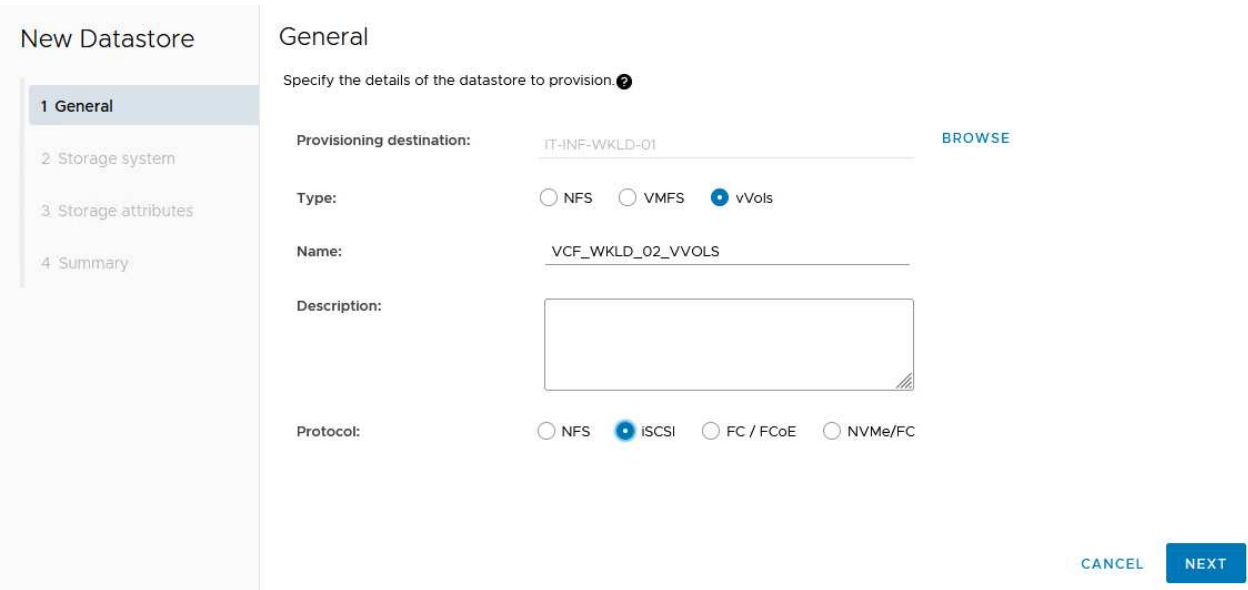 New Datastore
1 General
2 Storage system
3 Storage attributes
4 Summary
General
Specify the details of the datastore to provision.?
Provisioning destination: IT-INF-WKLD-01 BROWSE
Type: NFS VMFS vVols
Name: VCF_WKLD_02_VVOLS
Description:
Protocol: NFS iSCSI FC / FCoE NVMe/FC
CANCEL NEXT